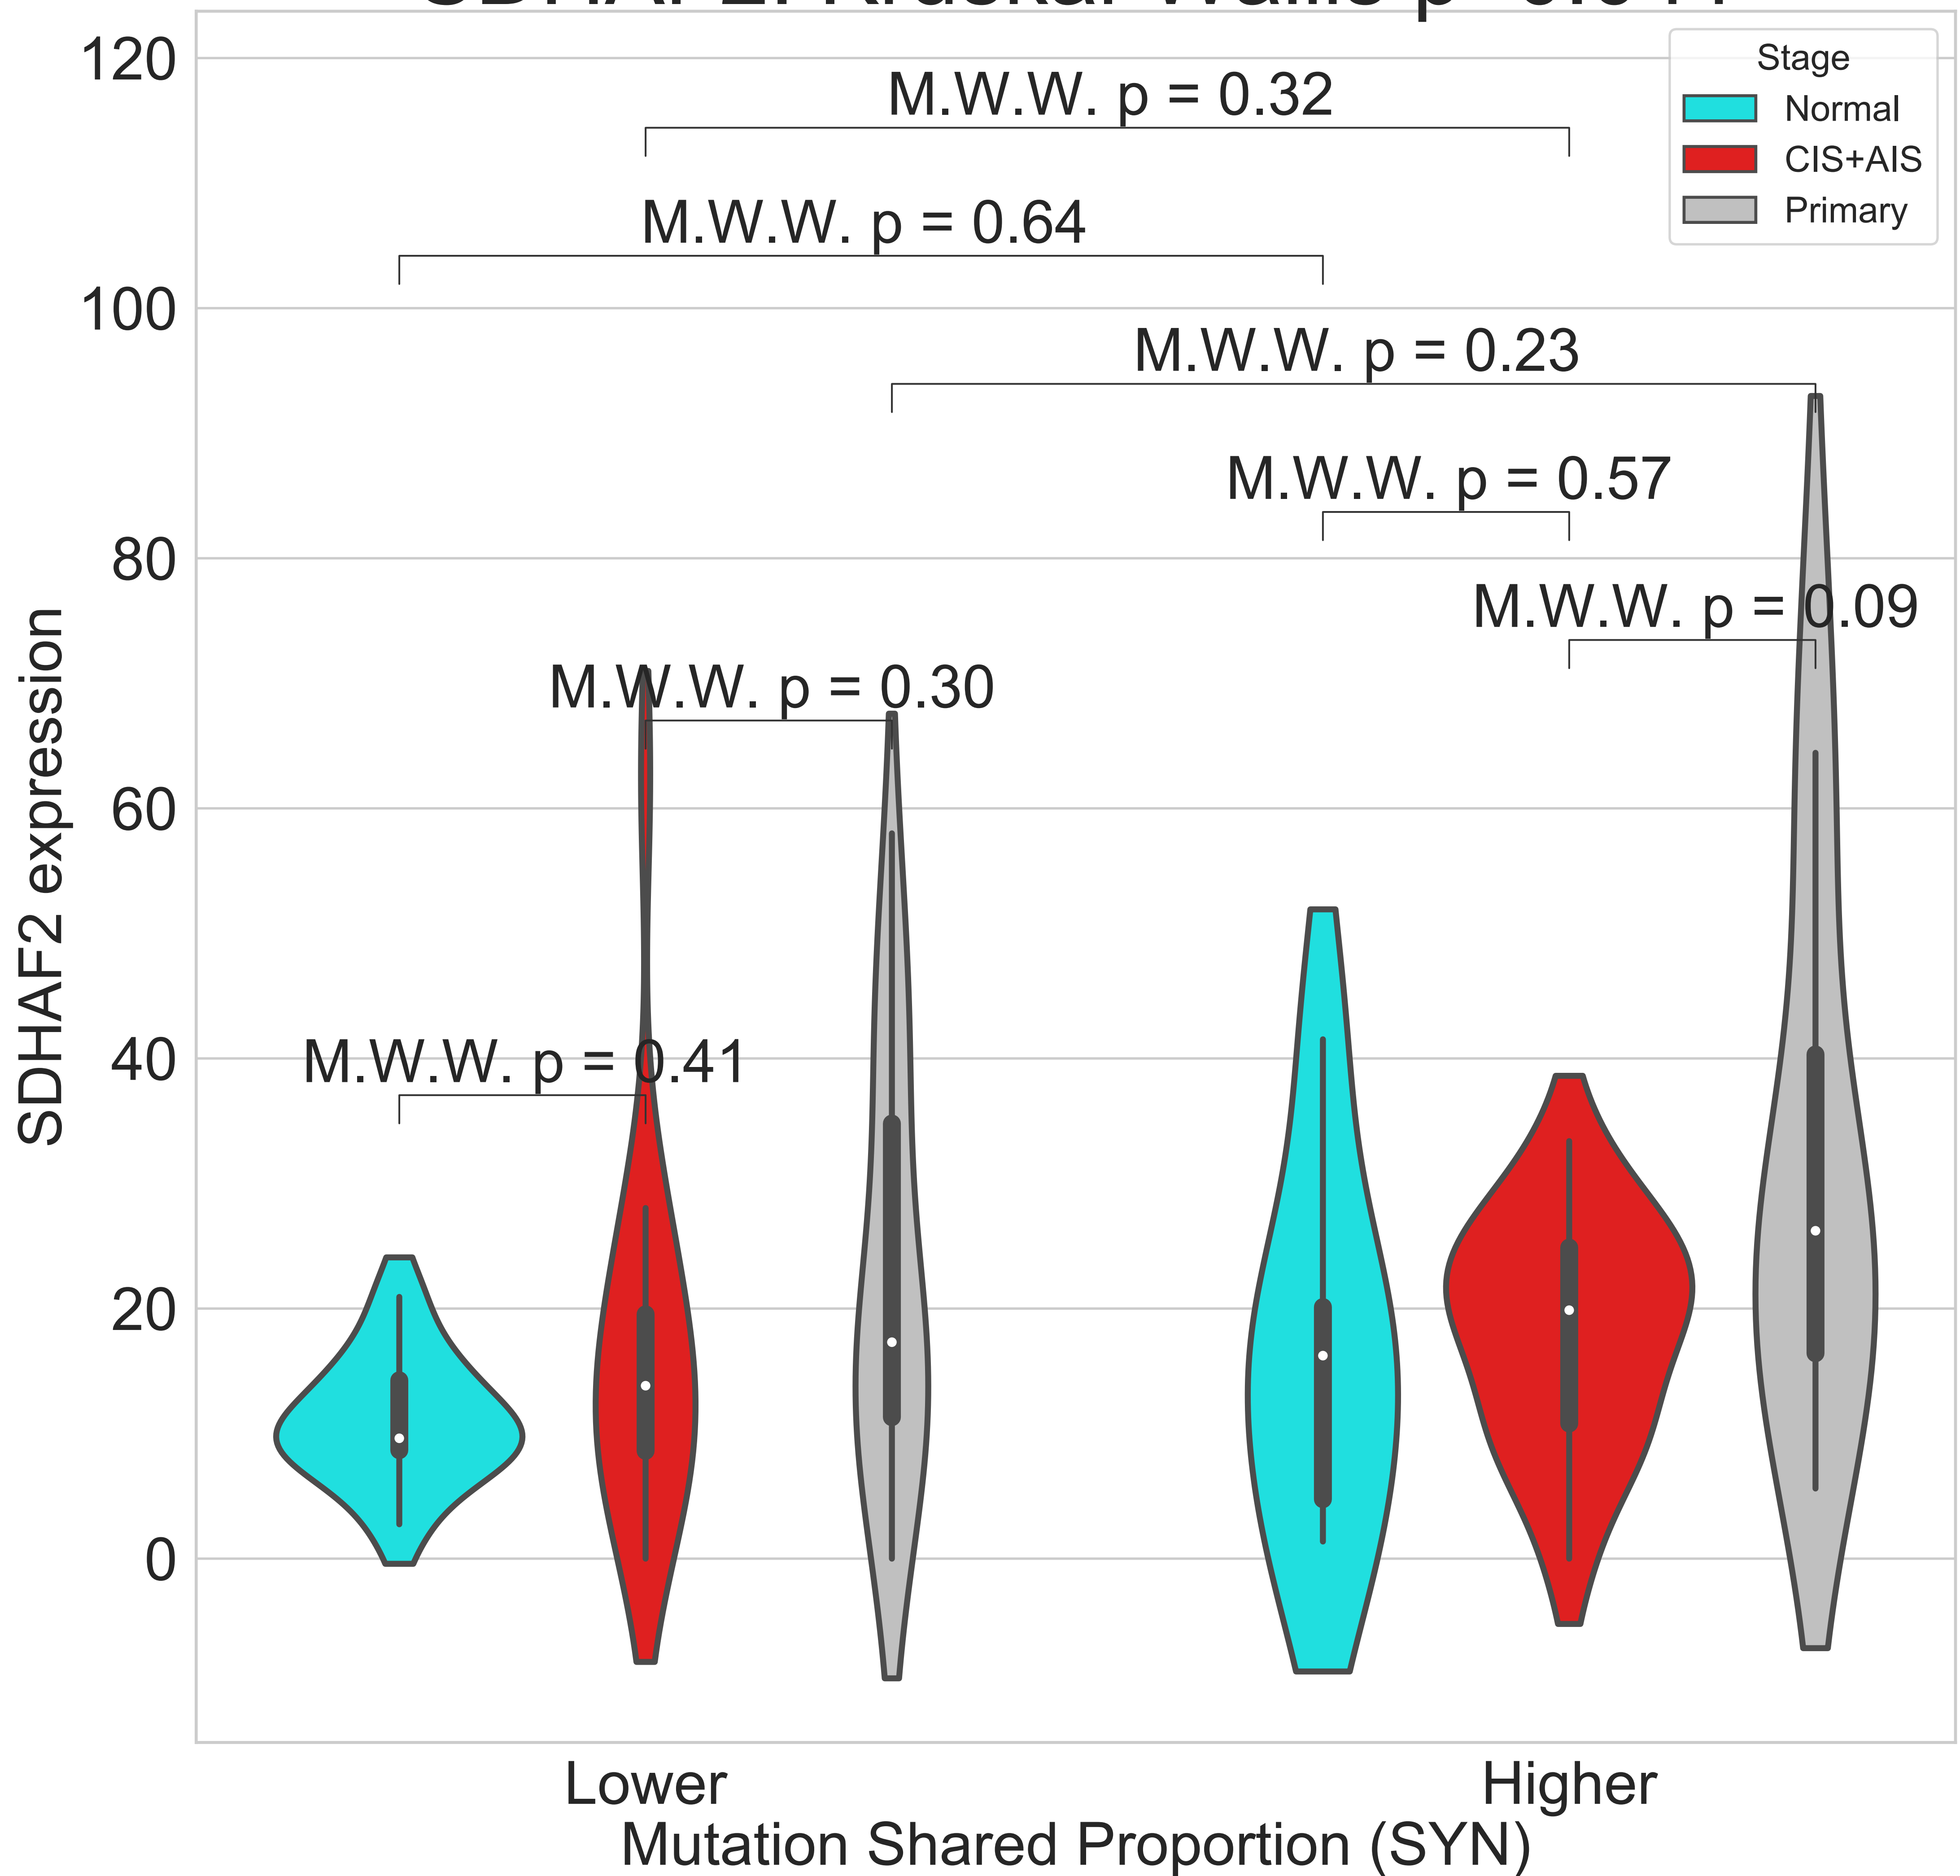 120
100
80
60
40
20
0
SDHAF2 expression
M.W.W. p = 0.32
M.W.W. p = 0.64
M.W.W. p = 0.23
M.W.W. p = 0.57
M.W.W. p = 0.09
M.W.W. p = 0.30
M.W.W. p = 0.41
Stage
Normal
CIS+AIS
Primary
Lower
Higher
Mutation Shared Proportion (SYN)